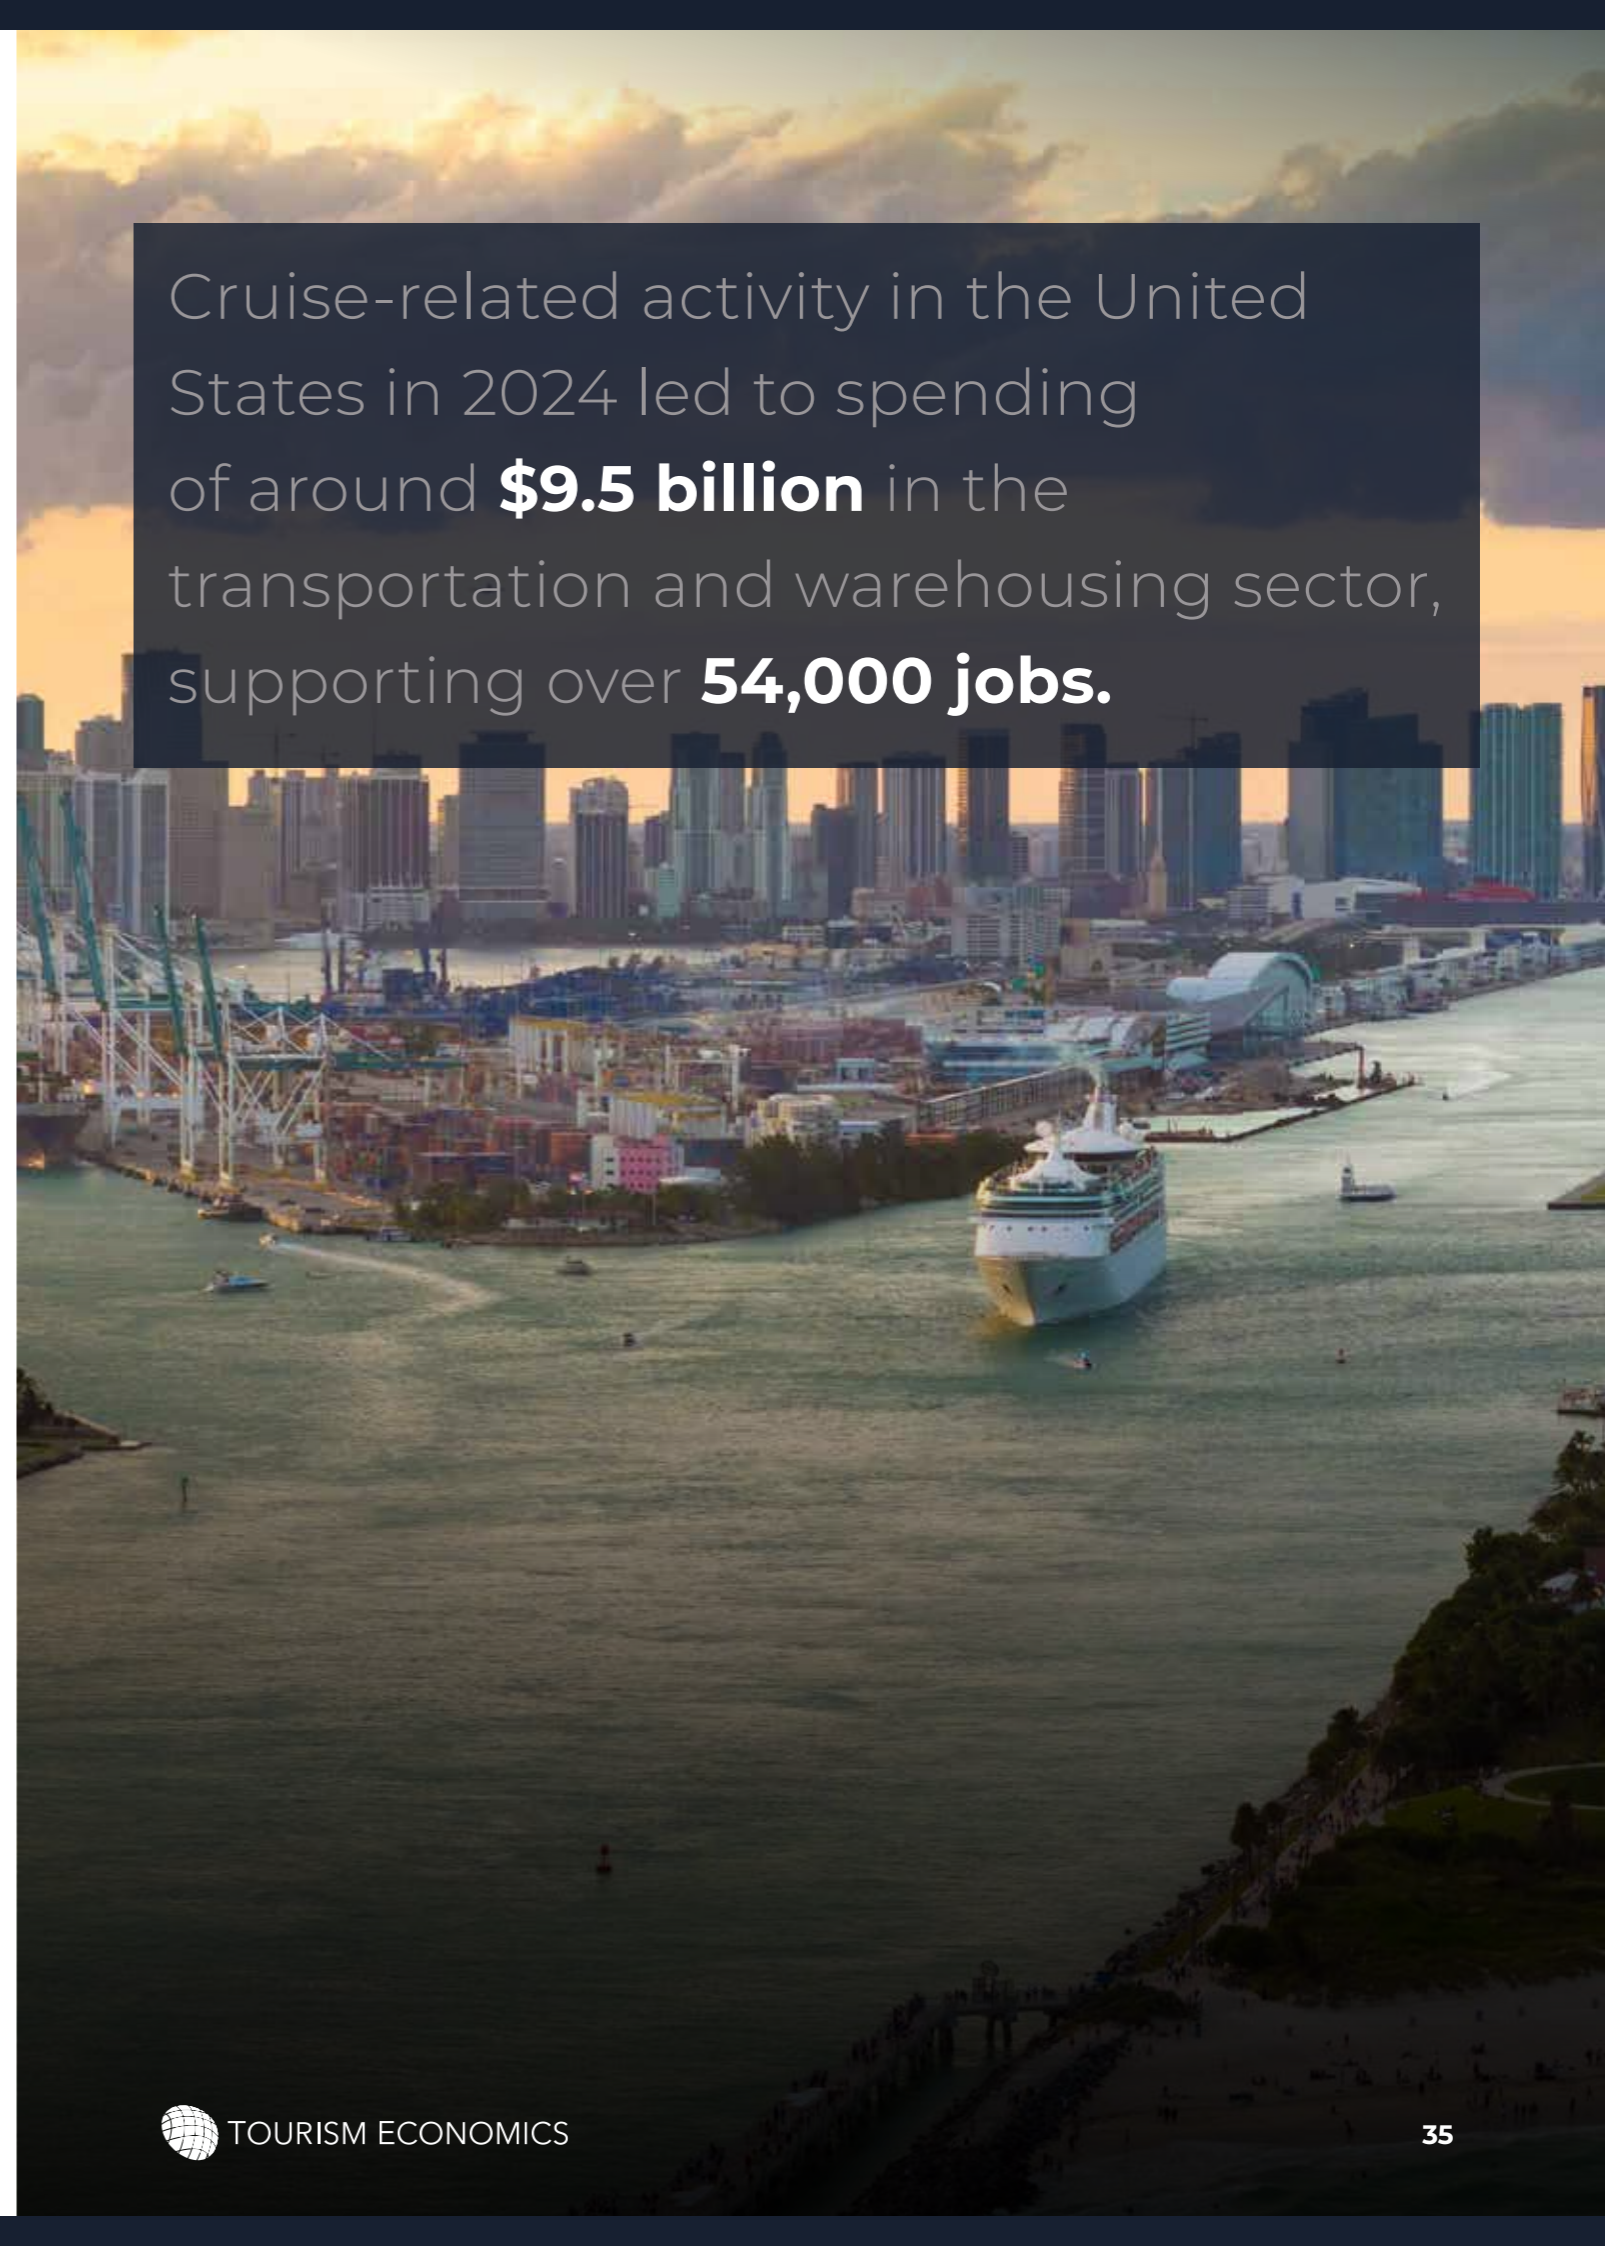 Cruise-related activity in the United
States in 2024 led to spending
of around $9.5 billion in the
transportation and warehousing sector,
supporting over 54,000 jobs.
TOURISM ECONOMICS
35